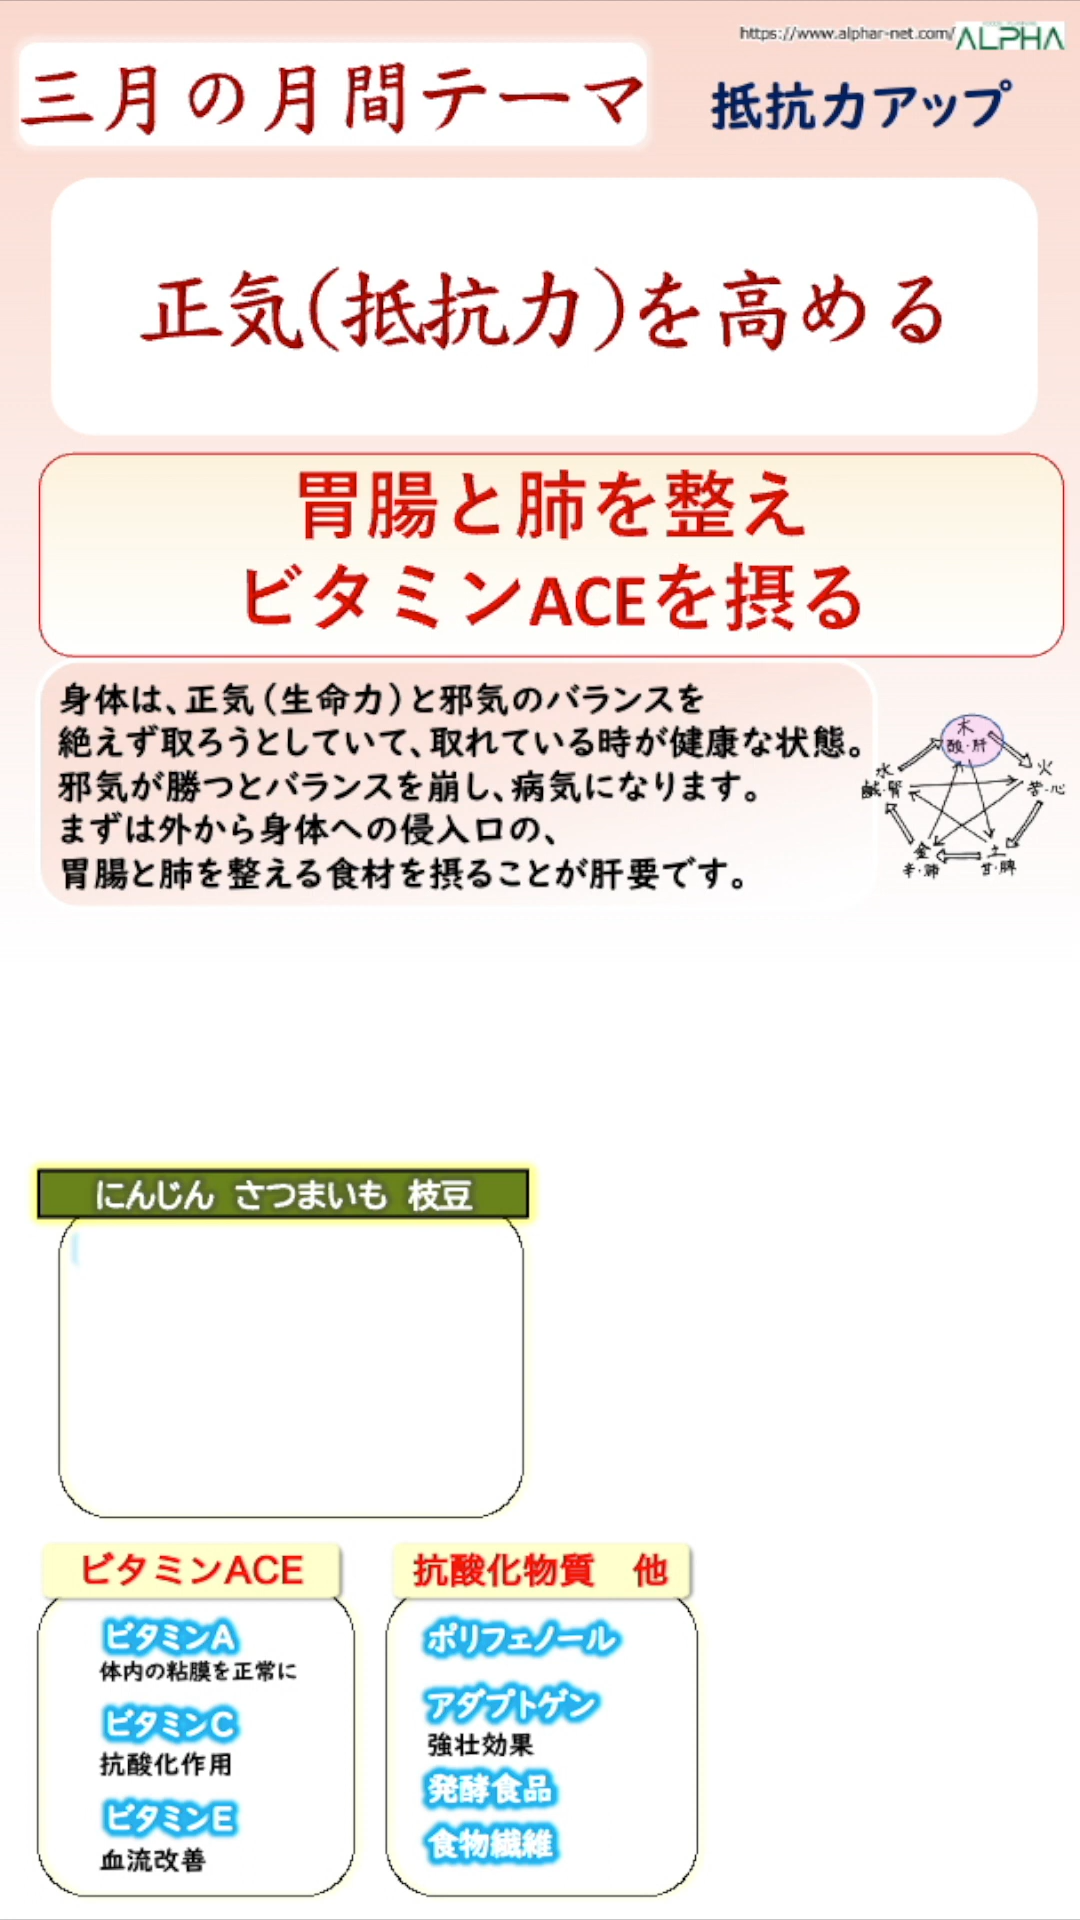 https://www.alphar-net.com/
ALPHA
三月の月間テーマ
抵抗力アップ
正気(抵抗力)を高める
胃腸と肺を整え
ビタミンACEを摂る
身体は、正気(生命力)と邪気のバランスを
絶えず取ろうとしていて、取れている時が健康な状態。
邪気が勝つとバランスを崩し、病気になります。
まずは外から身体への侵入口の、
胃腸と肺を整える食材を摂ることが肝要です。
木
酸・肝
水
鹹・腎
火
苦・心
金
辛・肺
土
甘・脾
にんじん さつまいも 枝豆
ビタミンACE
ビタミンA
体内の粘膜を正常に
ビタミンC
抗酸化作用
ビタミンE
血流改善
抗酸化物質 他
ポリフェノール
アダプトゲン
強壮効果
発酵食品
食物繊維